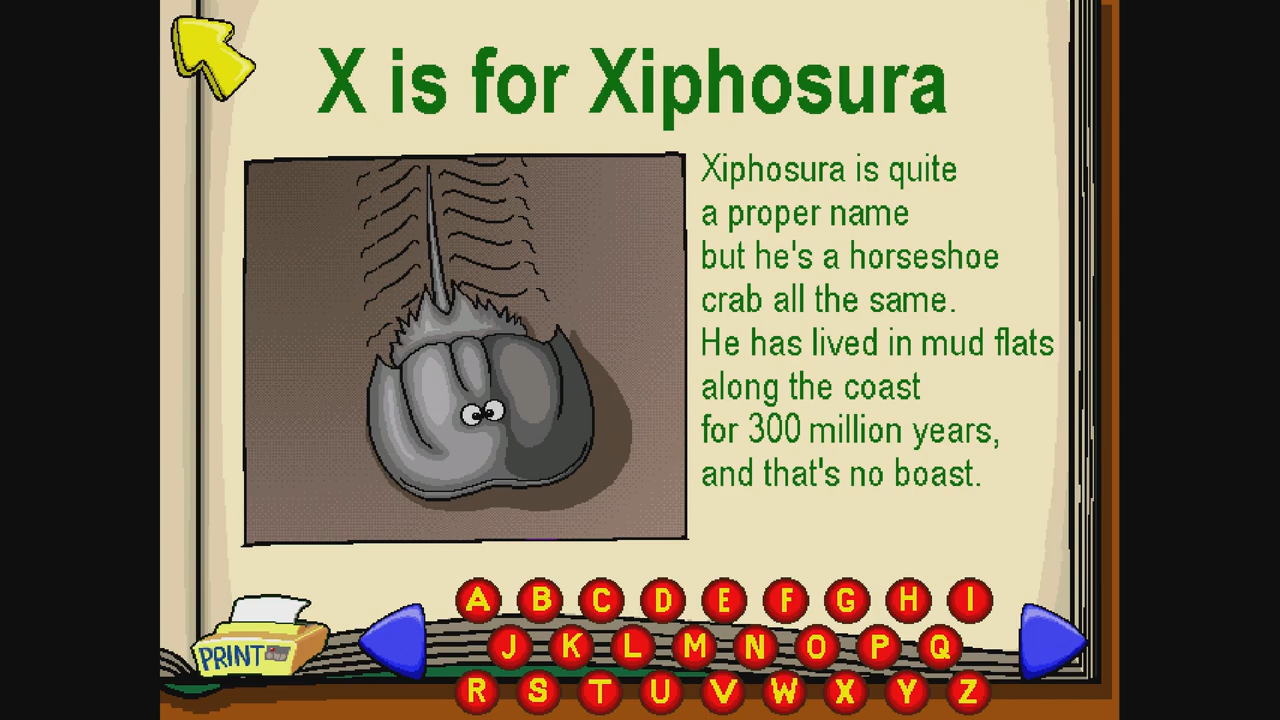 X is for Xiphosura
Xiphosura is quite
a proper name
but he's a horseshoe
crab all the same.
He has lived in mud flats
along the coast
for 300 million years,
and that's no boast.
PRINT
A B C D E F G H I
J K L M N O P Q
R S T U V W X Y Z